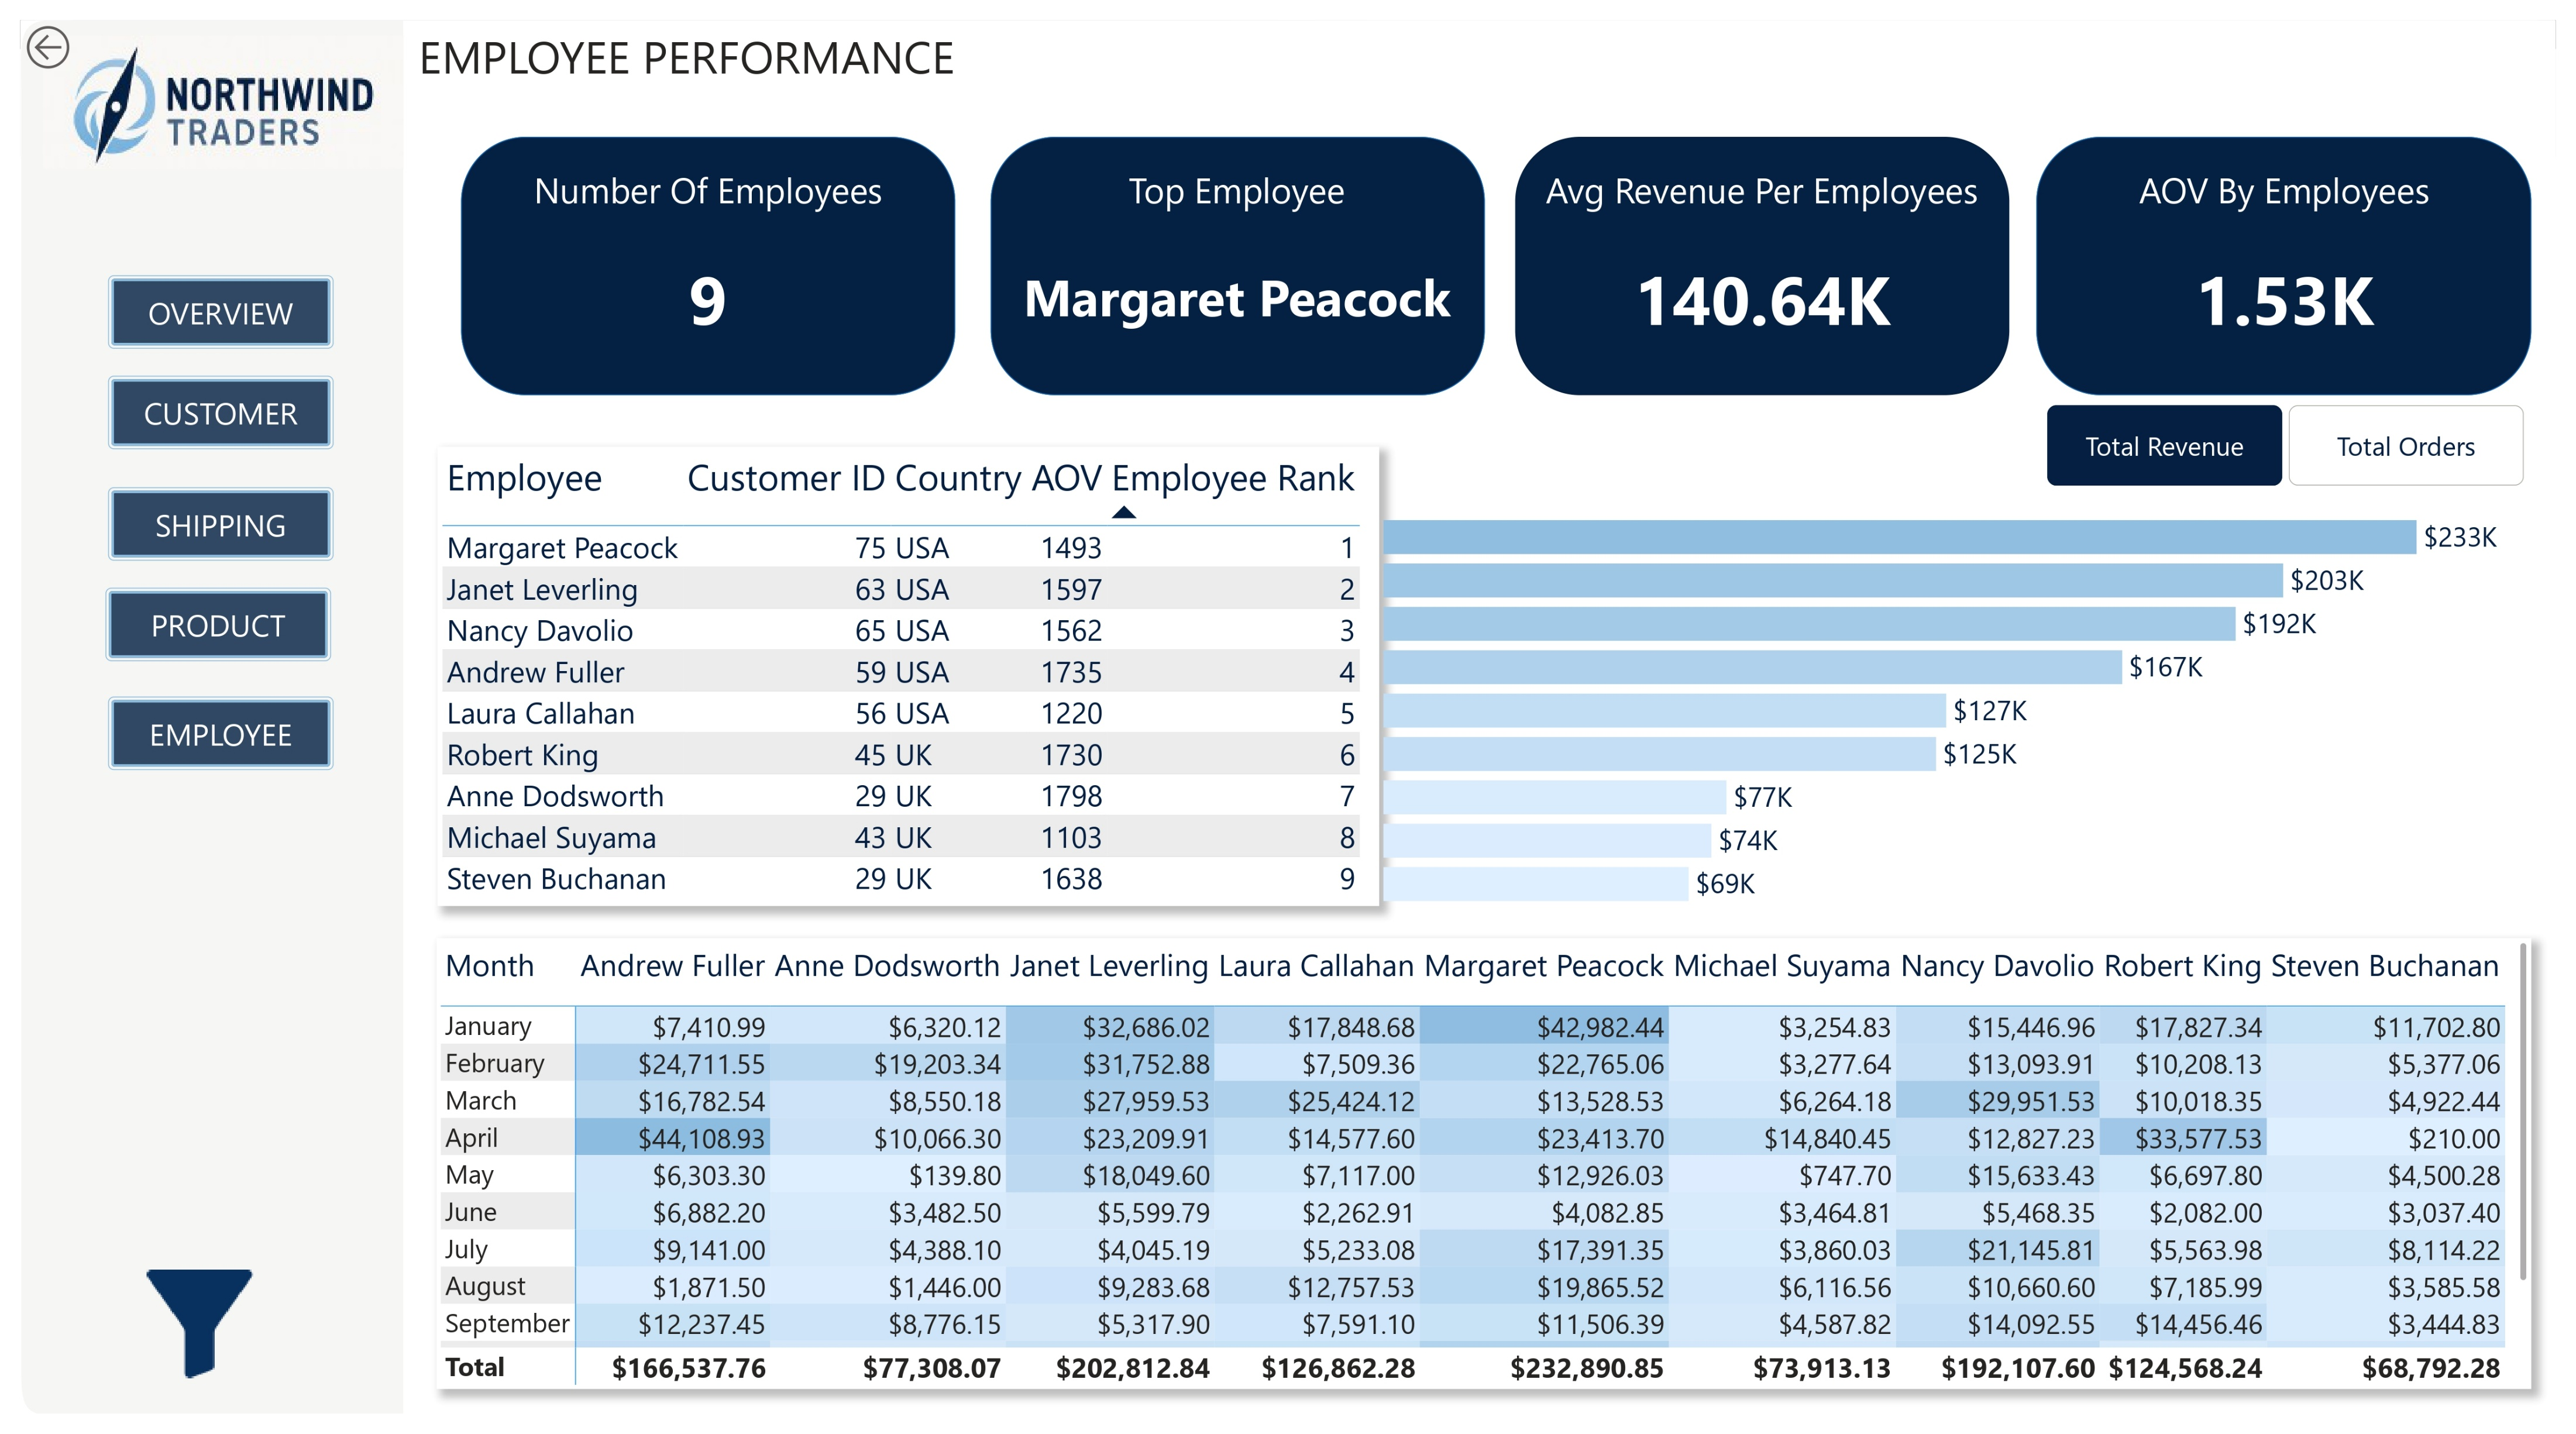 EMPLOYEE PERFORMANCE
NORTHWIND
TRADERS
OVERVIEW
CUSTOMER
SHIPPING
PRODUCT
EMPLOYEE
Number Of Employees
9
Top Employee
Margaret Peacock
Avg Revenue Per Employees
140.64K
AOV By Employees
1.53K
Total Revenue Total Orders
Employee Customer ID Country AOV Employee Rank
Margaret Peacock 75 USA 1493 1
Janet Leverling 63 USA 1597 2
Nancy Davolio 65 USA 1562 3
Andrew Fuller 59 USA 1735 4
Laura Callahan 56 USA 1220 5
Robert King 45 UK 1730 6
Anne Dodsworth 29 UK 1798 7
Michael Suyama 43 UK 1103 8
Steven Buchanan 29 UK 1638 9
$233K
$203K
$192K
$167K
$127K
$125K
$77K
$74K
$69K
Month Andrew Fuller Anne Dodsworth Janet Leverling Laura Callahan Margaret Peacock Michael Suyama Nancy Davolio Robert King Steven Buchanan
January $7,410.99 $6,320.12 $32,686.02 $17,848.68 $42,982.44 $3,254.83 $15,446.96 $17,827.34 $11,702.80
February $24,711.55 $19,203.34 $31,752.88 $7,509.36 $22,765.06 $3,277.64 $13,093.91 $10,208.13 $5,377.06
March $16,782.54 $8,550.18 $27,959.53 $25,424.12 $13,528.53 $6,264.18 $29,951.53 $10,018.35 $4,922.44
April $44,108.93 $10,066.30 $23,209.91 $14,577.60 $23,413.70 $14,840.45 $12,827.23 $33,577.53 $210.00
May $6,303.30 $139.80 $18,049.60 $7,117.00 $12,926.03 $747.70 $15,633.43 $6,697.80 $4,500.28
June $6,882.20 $3,482.50 $5,599.79 $2,262.91 $4,082.85 $3,464.81 $5,468.35 $2,082.00 $3,037.40
July $9,141.00 $4,388.10 $4,045.19 $5,233.08 $17,391.35 $3,860.03 $21,145.81 $5,563.98 $8,114.22
August $1,871.50 $1,446.00 $9,283.68 $12,757.53 $19,865.52 $6,116.56 $10,660.60 $7,185.99 $3,585.58
September $12,237.45 $8,776.15 $5,317.90 $7,591.10 $11,506.39 $4,587.82 $14,092.55 $14,456.46 $3,444.83
Total $166,537.76 $77,308.07 $202,812.84 $126,862.28 $232,890.85 $73,913.13 $192,107.60 $124,568.24 $68,792.28